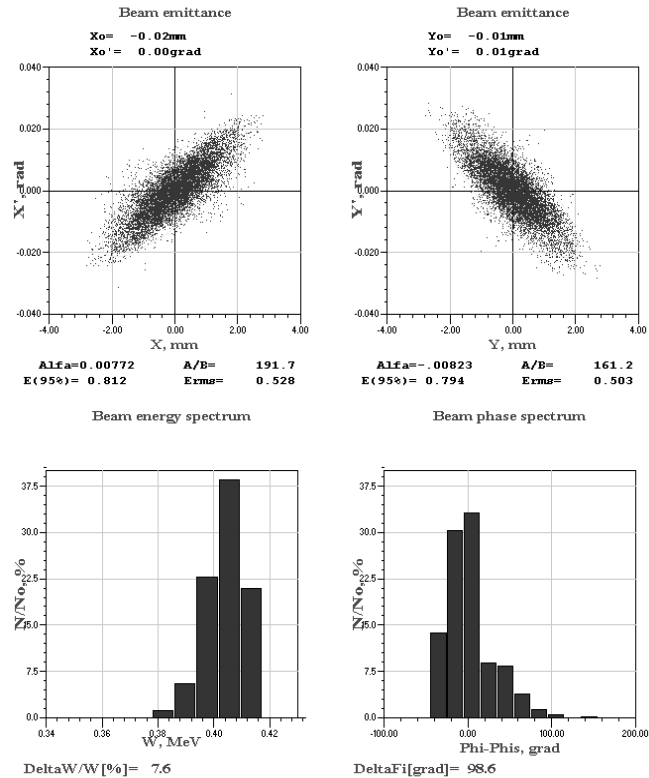 Beam emittance
Xo= -0.02mm
Xo'= 0.00grad
0.040
0.020
0.000
-0.020
-0.040
X', rad
-4.00 -2.00 0.00 2.00 4.00
X, mm
Alfa=0.00772 A/B= 191.7
E(95%)= 0.812 Erms= 0.528
Beam emittance
Yo= -0.01mm
Yo'= 0.01grad
0.040
0.020
0.000
-0.020
-0.040
Y', rad
-4.00 -2.00 0.00 2.00 4.00
Y, mm
Alfa=-.00823 A/B= 161.2
E(95%)= 0.794 Erms= 0.503
Beam energy spectrum
37.5
30.0
22.5
15.0
7.5
0.0
N/No, %
0.34 0.36 0.38 0.40 0.42
W, MeV
DeltaW/W[%]= 7.6
Beam phase spectrum
37.5
30.0
22.5
15.0
7.5
0.0
N/No, %
-100.00 0.00 100.00 200.00
Phi-Phis, grad
DeltaFi[grad]= 98.6